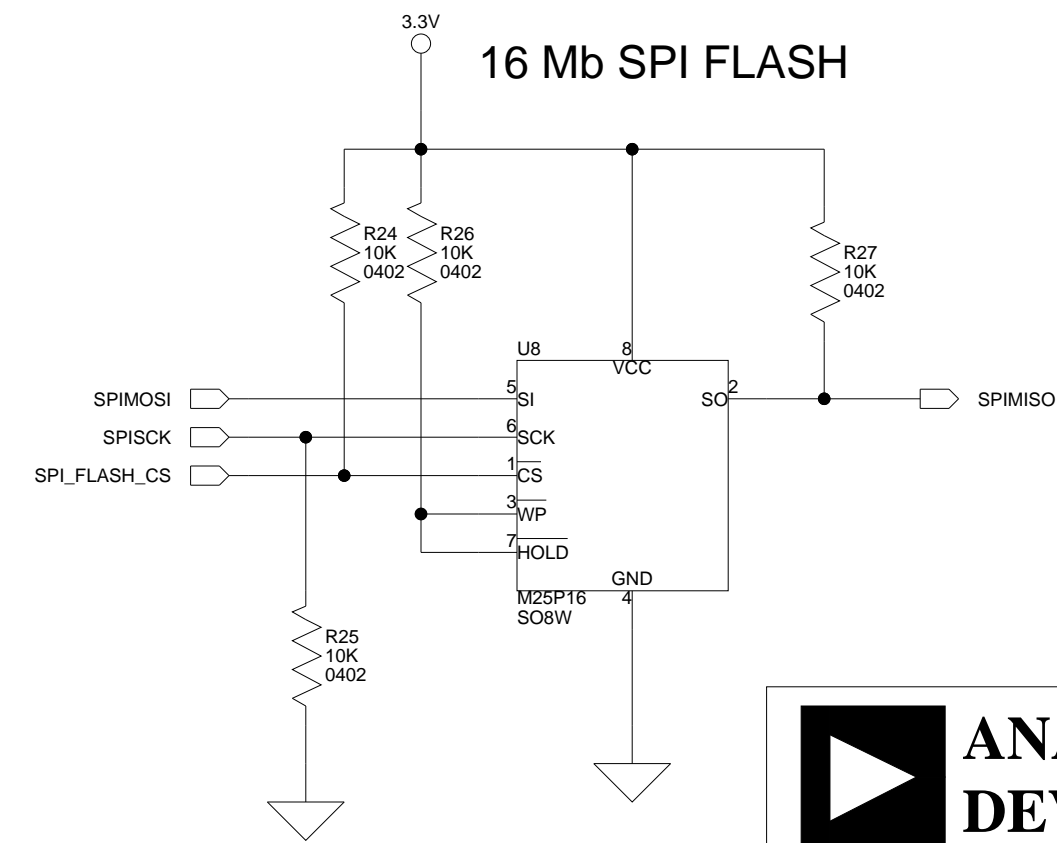 3.3V
16 Mb SPI FLASH
R24
10K
0402
R26
10K
0402
R27
10K
0402
U8
8
VCC
SPIMOSI
5
SI
SO
2
SPIMISO
SPISCK
6
SCK
SPI_FLASH_CS
1
CS
3
WP
7
HOLD
GND
4
M25P16
SO8W
R25
10K
0402
ANA
DEV